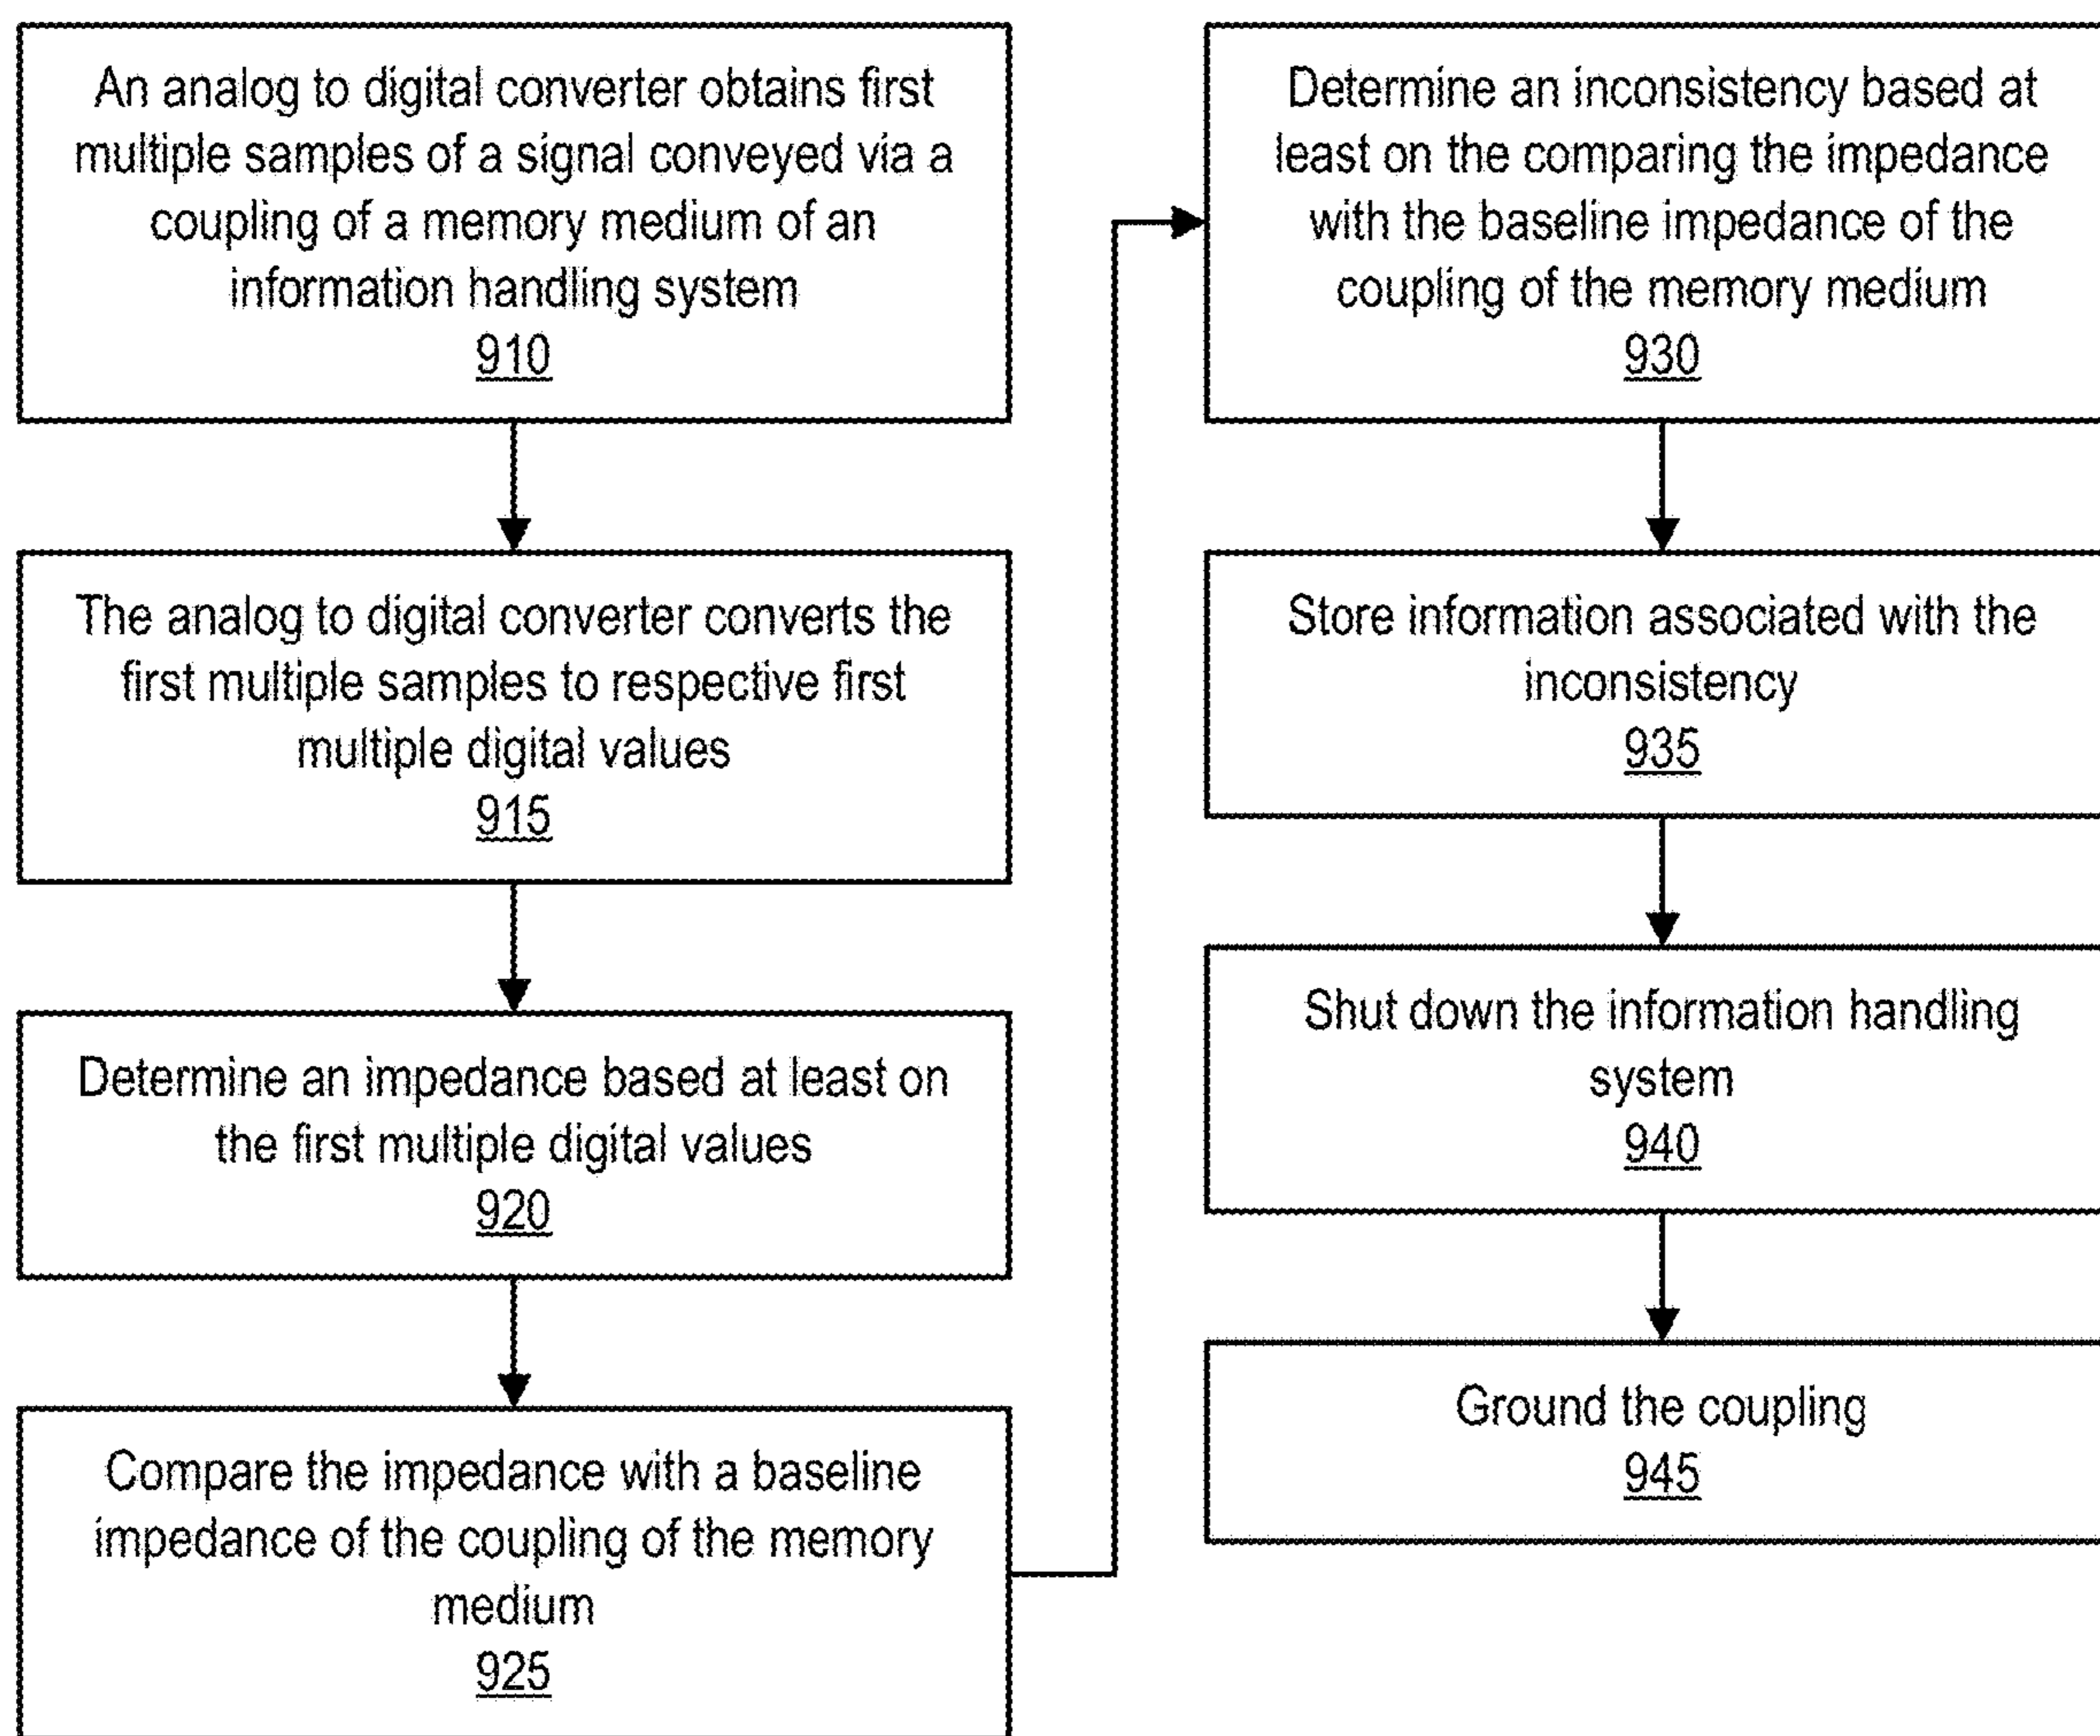 An analog to digital converter obtains first
multiple samples of a signal conveyed via a
coupling of a memory medium of an
information handling system
910
The analog to digital converter converts the
first multiple samples to respective first
multiple digital values
915
Determine an impedance based at least on
the first multiple digital values
920
Compare the impedance with a baseline
impedance of the coupling of the memory
medium
925
Determine an inconsistency based at
least on the comparing the impedance
with the baseline impedance of the
coupling of the memory medium
930
Store information associated with the
inconsistency
935
Shut down the information handling
system
940
Ground the coupling
945